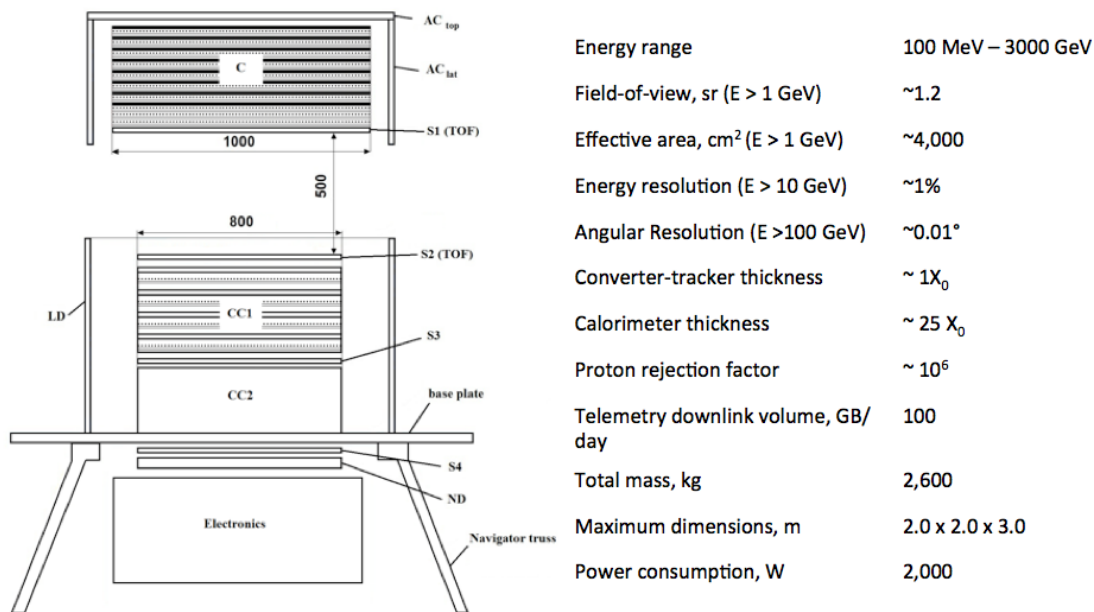 AC top
C
AC lat
S1 (TOF)
1000
500
800
S2 (TOF)
CC1
LD
S3
CC2
base plate
S4
ND
Electronics
Navigator truss
Energy range 100 MeV – 3000 GeV
Field-of-view, sr (E > 1 GeV) ~1.2
Effective area, cm² (E > 1 GeV) ~4,000
Energy resolution (E > 10 GeV) ~1%
Angular Resolution (E >100 GeV) ~0.01°
Converter-tracker thickness ~ 1X₀
Calorimeter thickness ~ 25 X₀
Proton rejection factor ~ 10⁶
Telemetry downlink volume, GB/ 100
day
Total mass, kg 2,600
Maximum dimensions, m 2.0 x 2.0 x 3.0
Power consumption, W 2,000